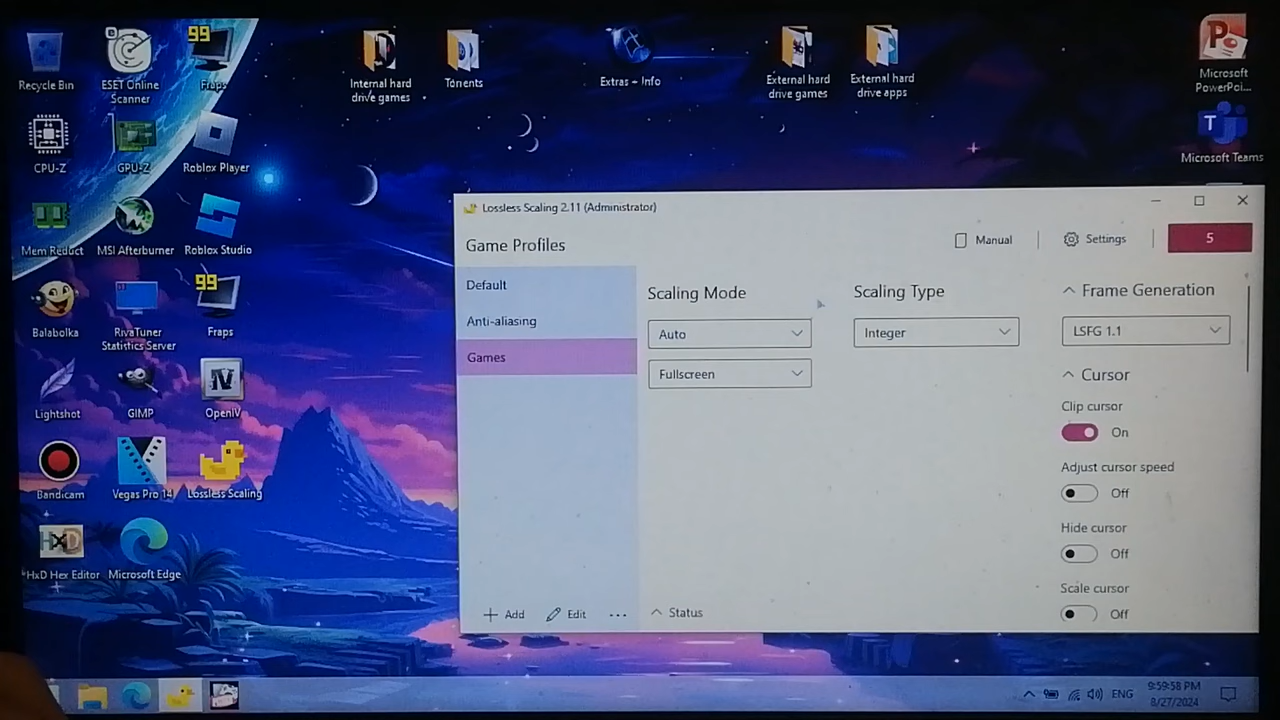 Recycle Bin
ESET Online
Scanner
99
Fraps
Internal hard
drive games
Torrents
Extras - Info
External hard
drive games
External hard
drive apps
P
Microsoft
PowerPoi...
CPU-Z
GPU-Z
Roblox Player
T
Microsoft Teams
Mem Reduct
MSI Afterburner
Roblox Studio
Balabolka
RivaTuner
Statistics Server
99
Fraps
Lightshot
GIMP
IV
OpenIV
Bandicam
Vegas Pro 14
Lossless Scaling
HxD
HxD Hex Editor
Microsoft Edge
Lossless Scaling 2.11 (Administrator)
Game Profiles
Manual
Settings
5
Default
Anti-aliasing
Games
Scaling Mode
Auto
Fullscreen
Scaling Type
Integer
Frame Generation
LSFG 1.1
Cursor
Clip cursor
On
Adjust cursor speed
Off
Hide cursor
Off
Scale cursor
Off
Add
Edit
...
Status
ENG
9:59:58 PM
8/27/2024